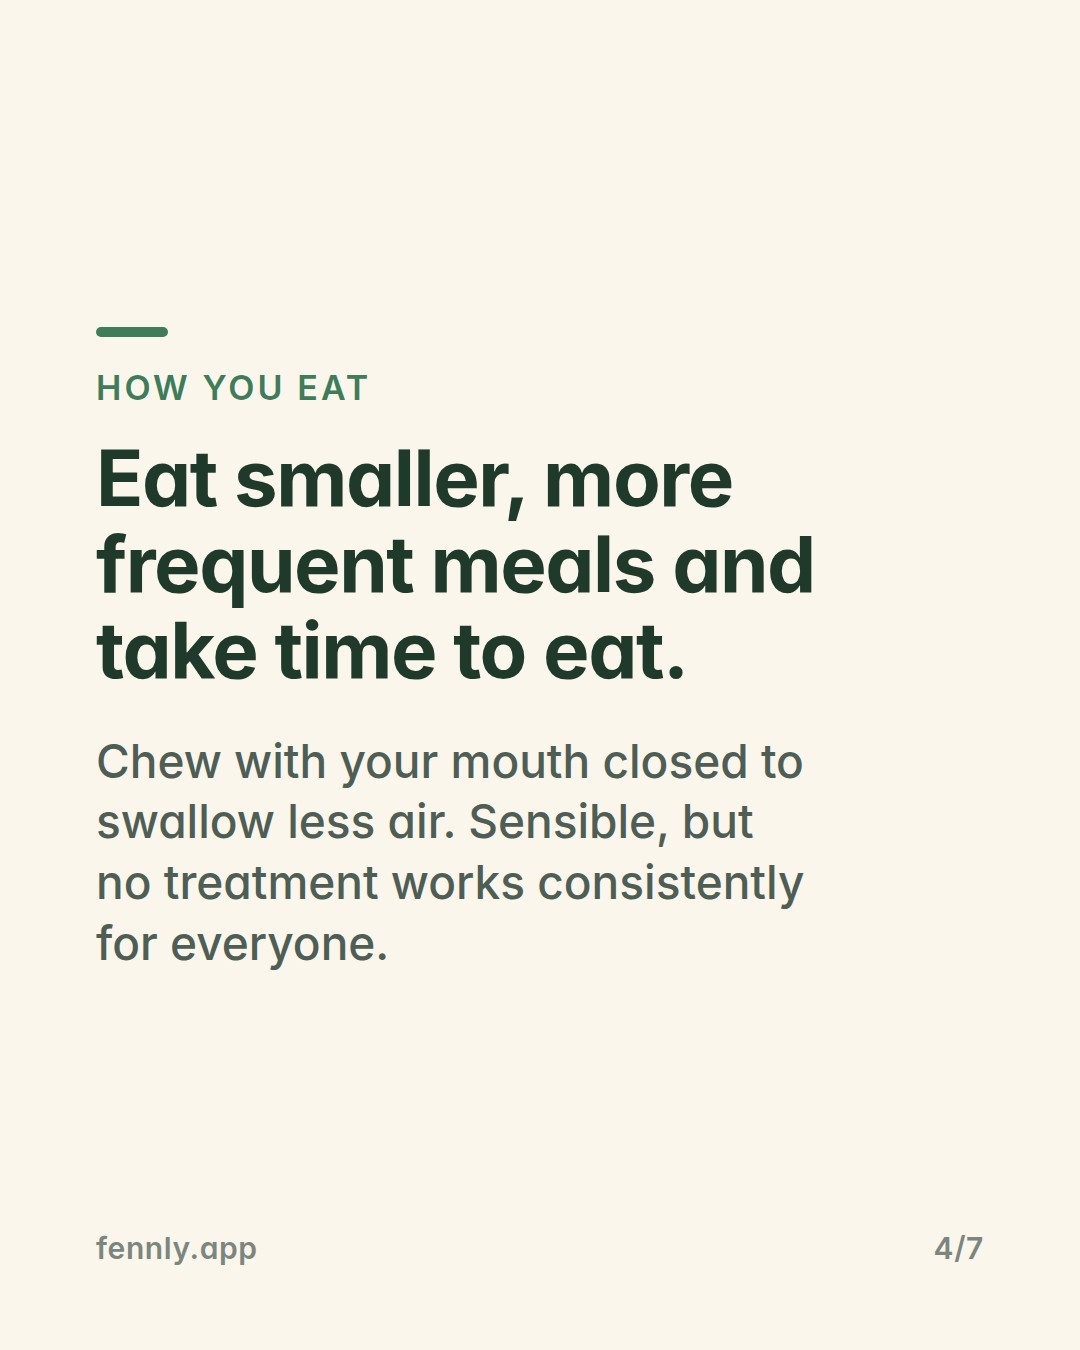 HOW YOU EAT
Eat smaller, more
frequent meals and
take time to eat.
Chew with your mouth closed to
swallow less air. Sensible, but
no treatment works consistently
for everyone.
fennly.app
4/7